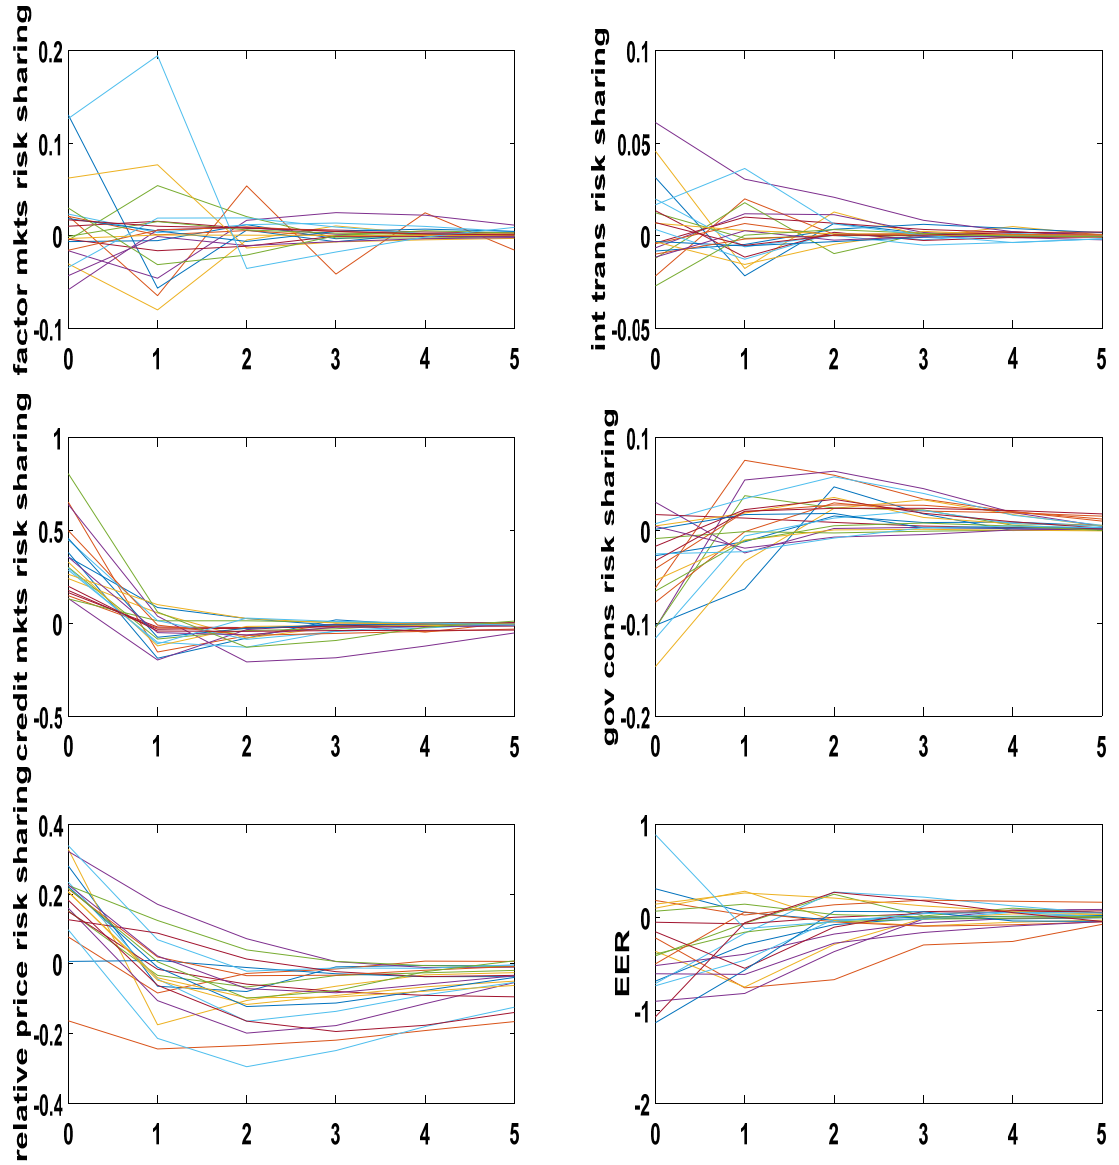 factor mkts risk sharing
0.2
0.1
0
-0.1
0 1 2 3 4 5
int trans risk sharing
0.1
0.05
0
-0.05
0 1 2 3 4 5
credit mkts risk sharing
1
0.5
0
-0.5
0 1 2 3 4 5
gov cons risk sharing
0.1
0
-0.1
-0.2
0 1 2 3 4 5
relative price risk sharing
0.4
0.2
0
-0.2
-0.4
0 1 2 3 4 5
EER
1
0
-1
-2
0 1 2 3 4 5